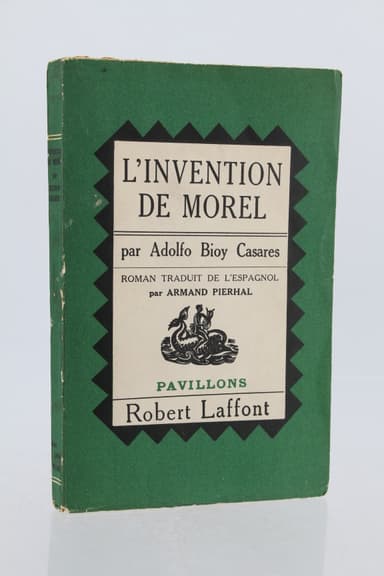 L'INVENTION
DE MOREL
par Adolfo Bioy Casares
ROMAN TRADUIT DE L'ESPAGNOL
par ARMAND PIERHAL
PAVILLONS
Robert Laffont